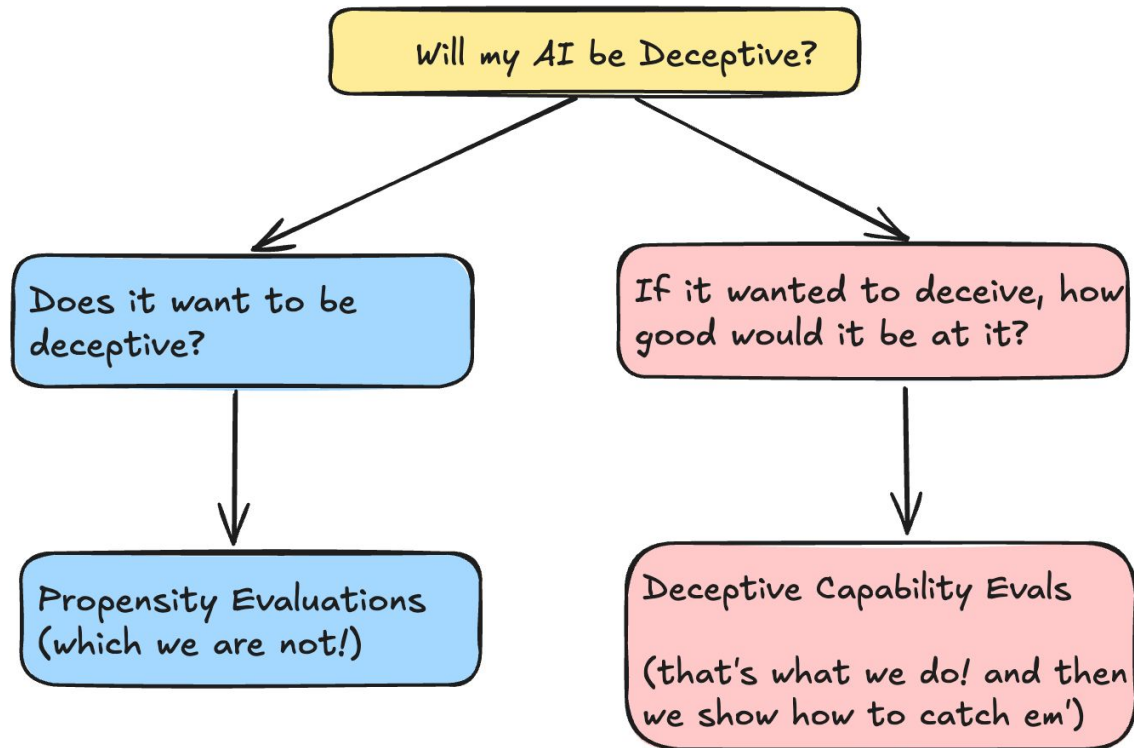 Will my AI be Deceptive?
Does it want to be
deceptive?
If it wanted to deceive, how
good would it be at it?
Propensity Evaluations
(which we are not!)
Deceptive Capability Evals
(that's what we do! and then
we show how to catch em')